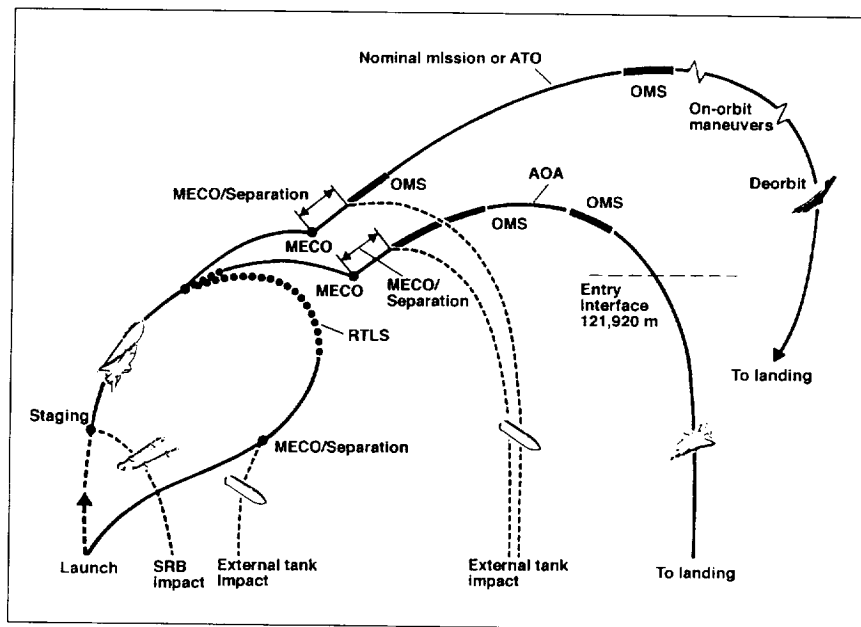 Nominal mission or ATO
OMS
On-orbit
maneuvers
MECO/Separation
OMS
AOA
Deorbit
MECO
OMS
OMS
MECO
MECO/
Separation
Entry
interface
121,920 m
RTLS
To landing
Staging
MECO/Separation
Launch
SRB
impact
External tank
impact
External tank
impact
To landing